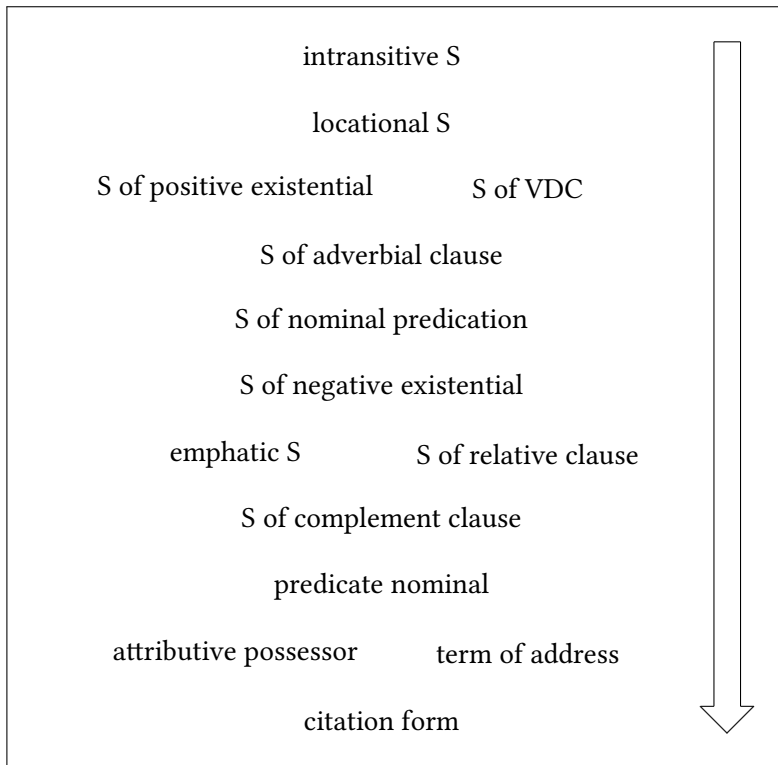 intransitive S
locational S
S of positive existential S of VDC
S of adverbial clause
S of nominal predication
S of negative existential
emphatic S S of relative clause
S of complement clause
predicate nominal
attributive possessor term of address
citation form